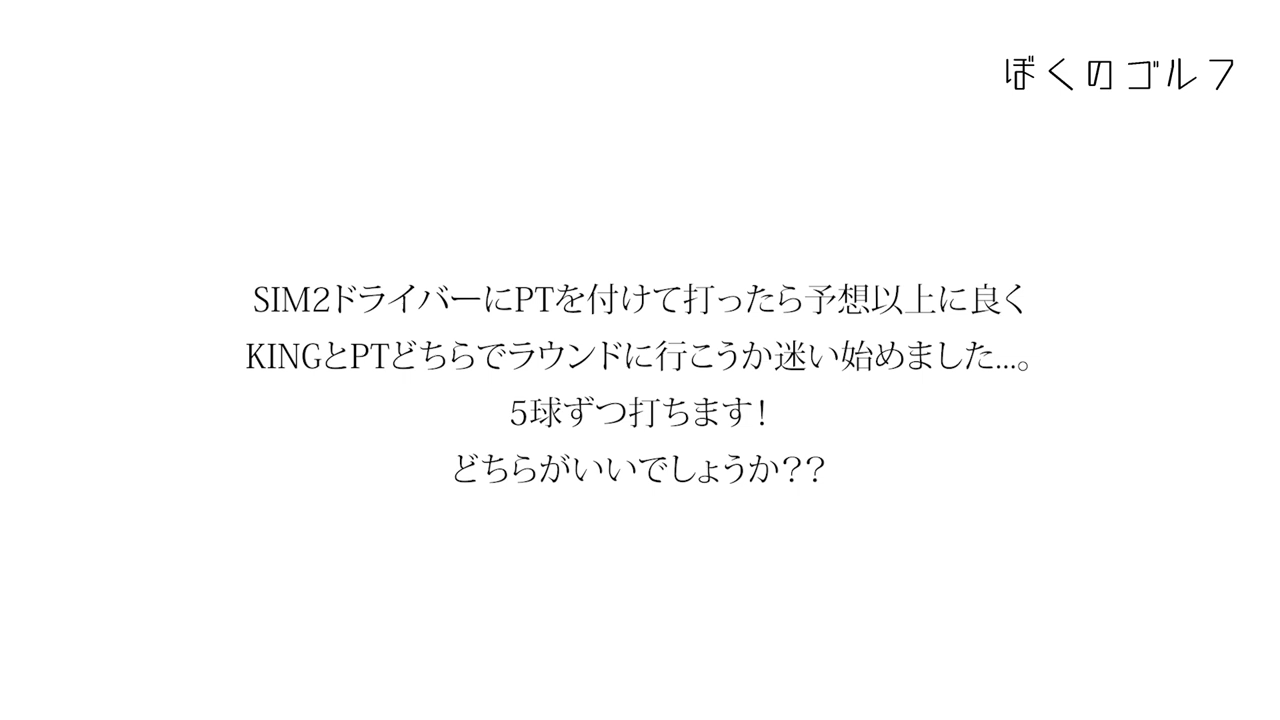 ぼくのゴルフ
SIM2ドライバーにPTを付けて打ったら予想以上に良く
KINGとPTどちらでラウンドに行こうか迷い始めました…。
5球ずつ打ちます！
どちらがいいでしょうか？？